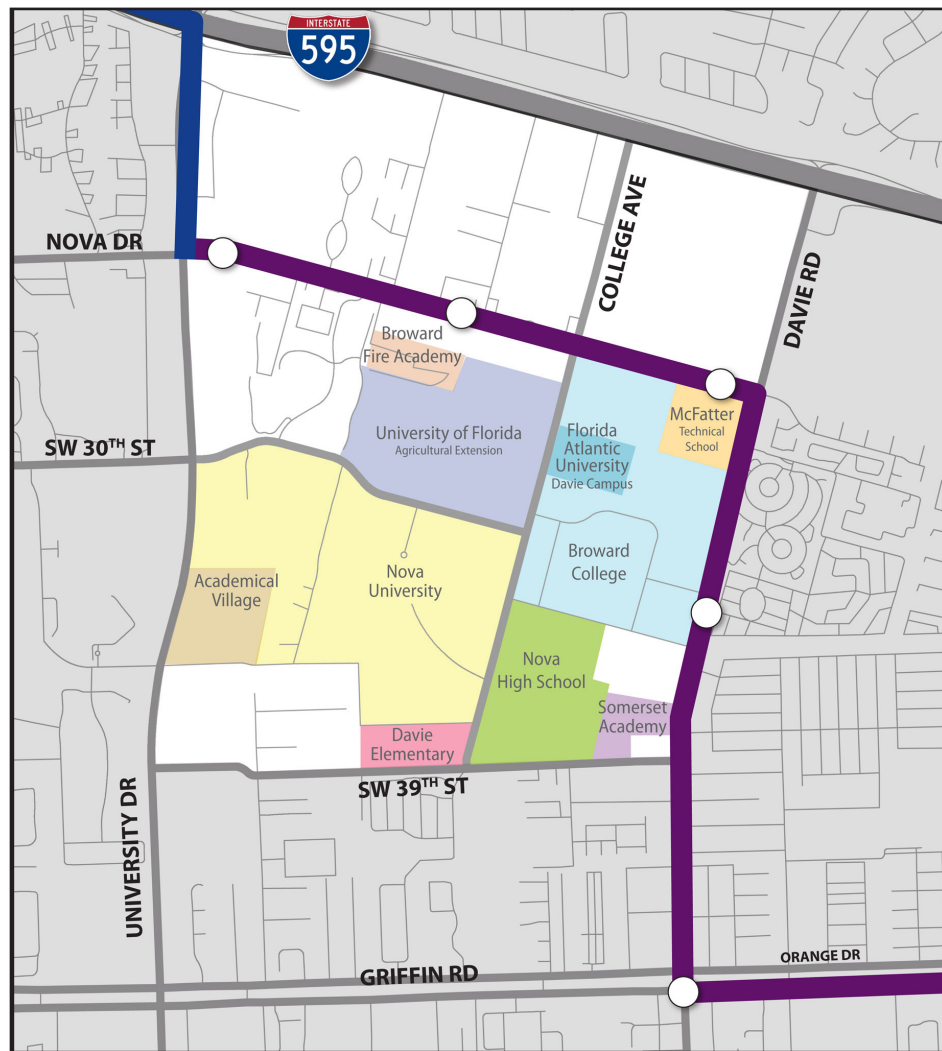 INTERSTATE
595
NOVA DR
COLLEGE AVE
DAVIE RD
Broward
Fire Academy
McFatter
Technical
School
SW 30TH ST
University of Florida
Agricultural Extension
Florida
Atlantic
University
Davie Campus
Broward
College
Nova
University
Academical
Village
Nova
High School
Somerset
Academy
Davie
Elementary
SW 39TH ST
UNIVERSITY DR
GRIFFIN RD
ORANGE DR